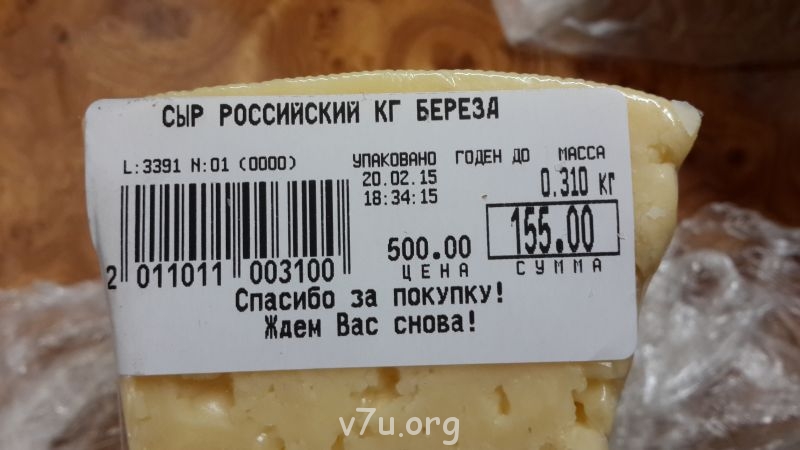 СЫР РОССИЙСКИЙ КГ БЕРЕЗА
L:3391 N:01 (0000)
УПАКОВАНО ГОДЕН ДО МАССА
20.02.15
18:34:15
0.310 КГ
500.00
ЦЕНА
155.00
СУММА
2 011011 003100
Спасибо за покупку!
Ждем Вас снова!
v7u.org